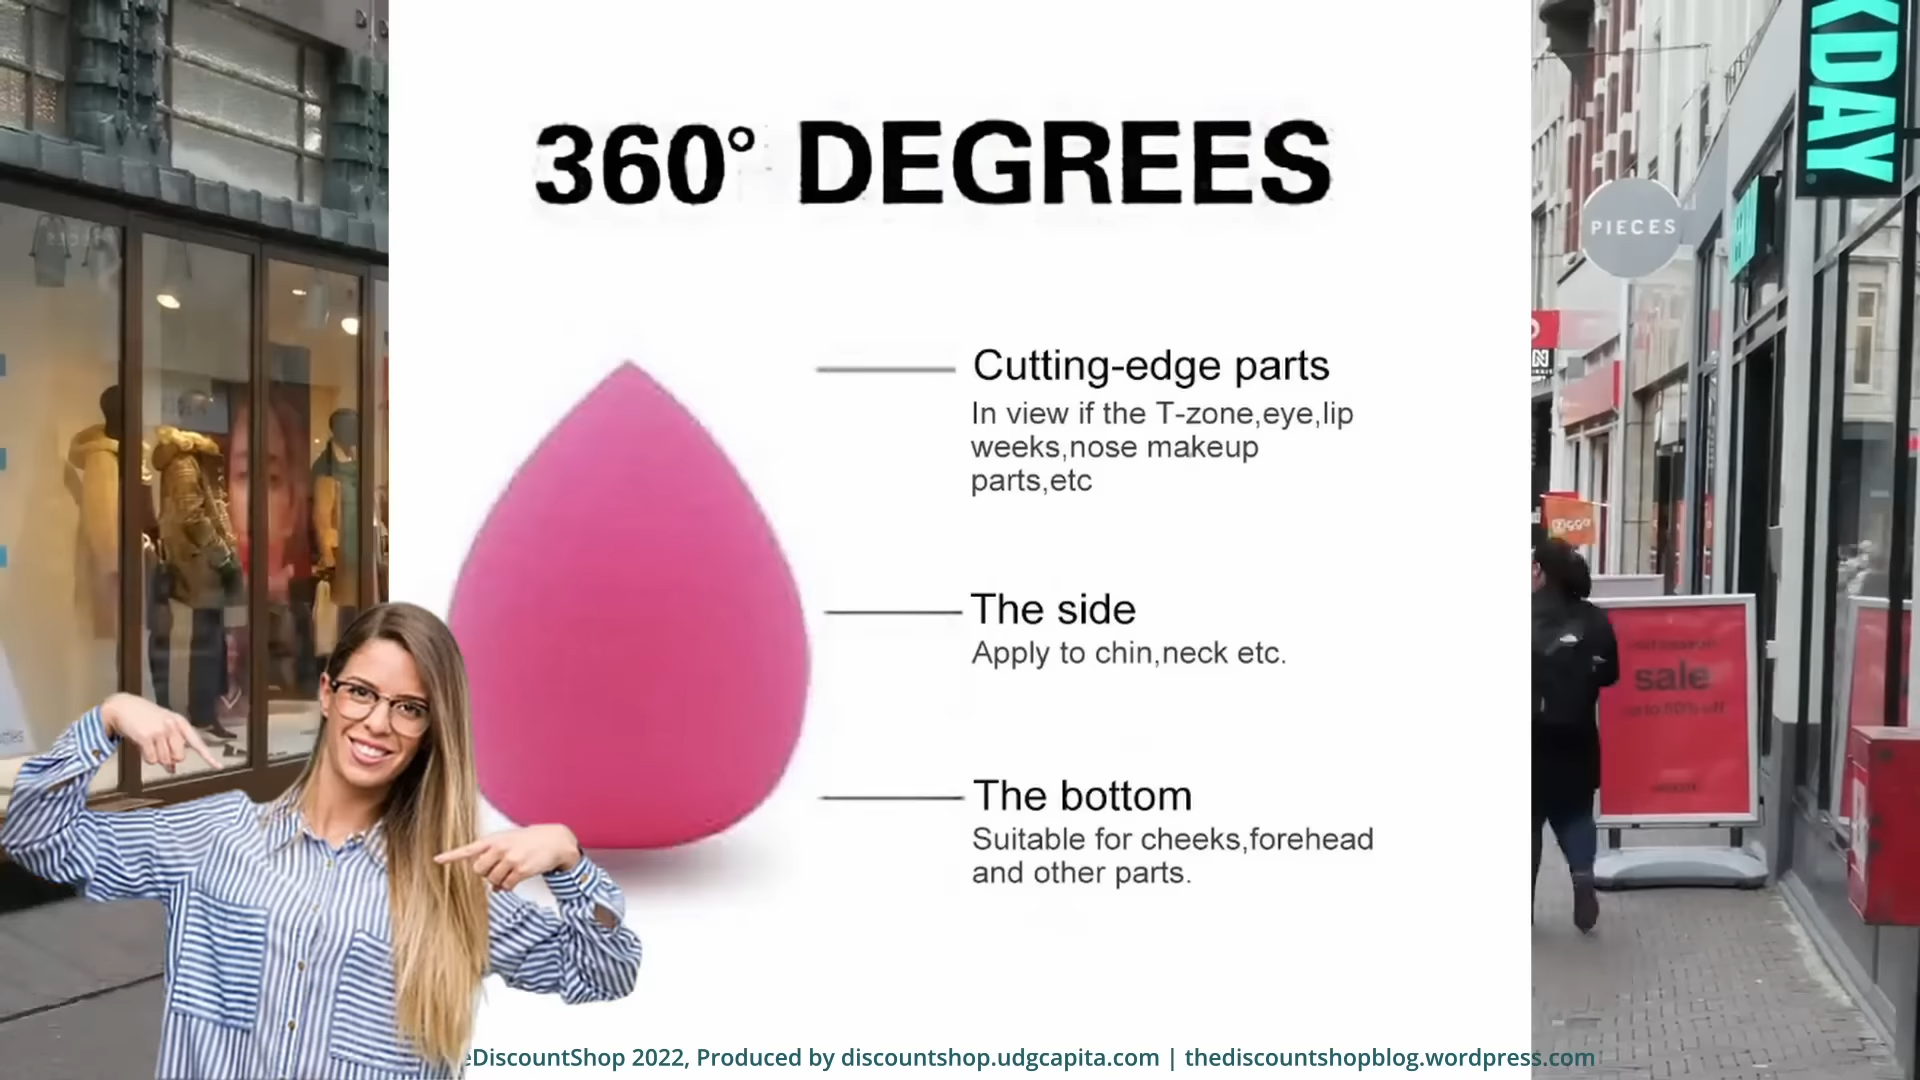 360° DEGREES
Cutting-edge parts
In view if the T-zone,eye,lip
weeks,nose makeup
parts,etc
The side
Apply to chin,neck etc.
The bottom
Suitable for cheeks,forehead
and other parts.
KDAY
PIECES
sale
eDiscountShop 2022, Produced by discountshop.udgcapita.com | thediscountshopblog.wordpress.com